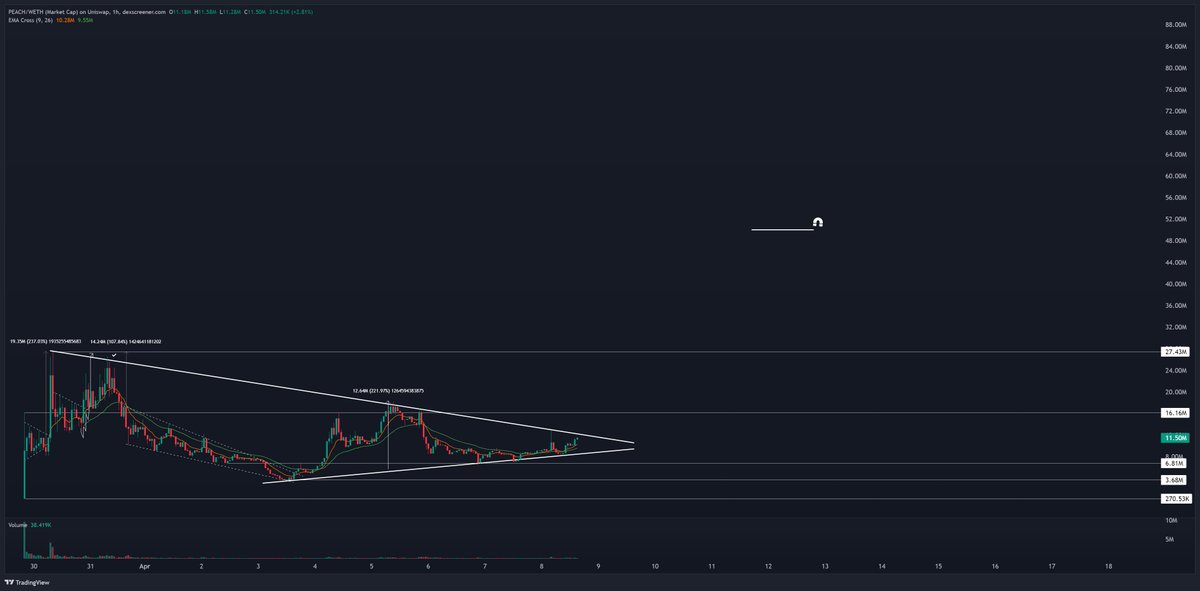 PEACH/WETH (Market Cap) on Uniswap, 1h, dexscreener.com O11.18M H11.58M L11.28M C11.50M 314.21K (+2.81%)
EMA Cross (9, 26) 10.28M 9.55M
88.00M
84.00M
80.00M
76.00M
72.00M
68.00M
64.00M
60.00M
56.00M
52.00M
48.00M
44.00M
40.00M
36.00M
32.00M
19.35M (237.03%) 1935255485683
14.24M (107.84%) 1424641181202
27.43M
24.00M
12.64M (221.97%) 1264594383875
20.00M
16.16M
11.50M
8.00M
6.81M
3.68M
270.53K
Volume 38.419K
10M
5M
30 31 Apr 2 3 4 5 6 7 8 9 10 11 12 13 14 15 16 17 18
TradingView